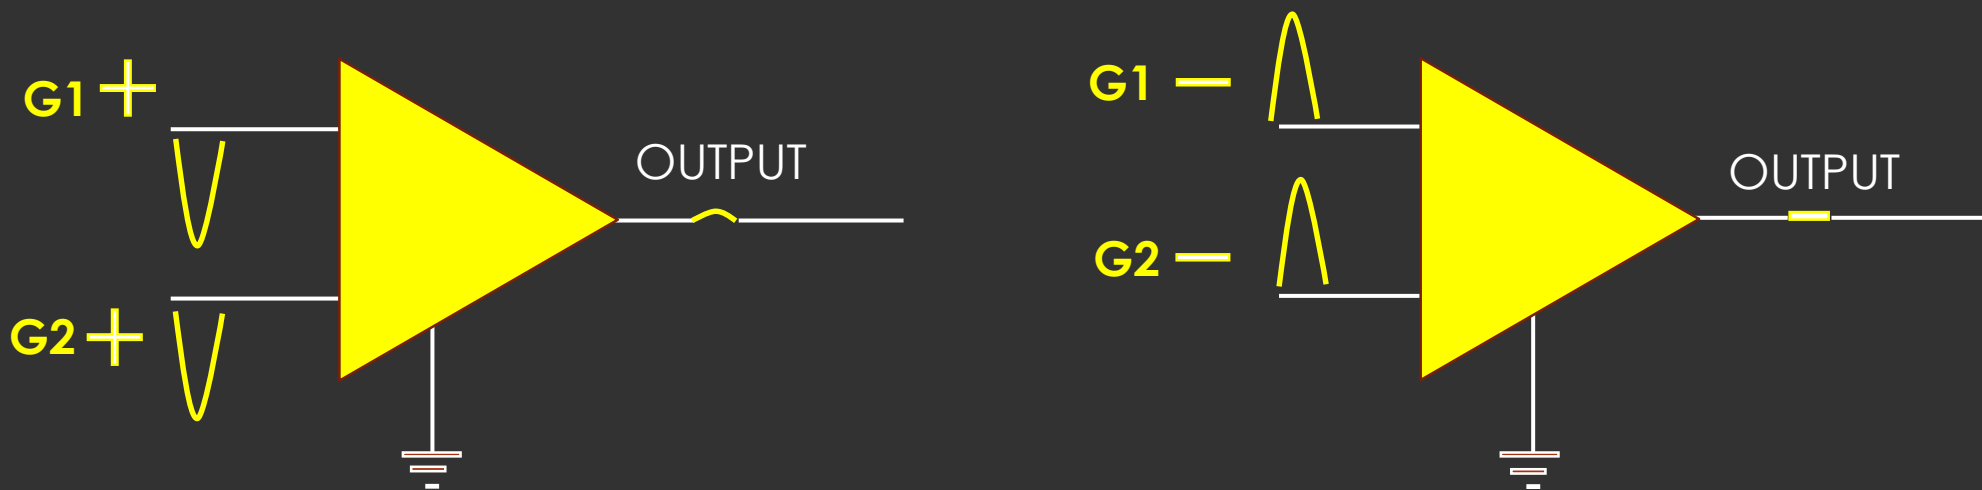 G1 +
OUTPUT
G2 +
G1 −
OUTPUT
G2 −